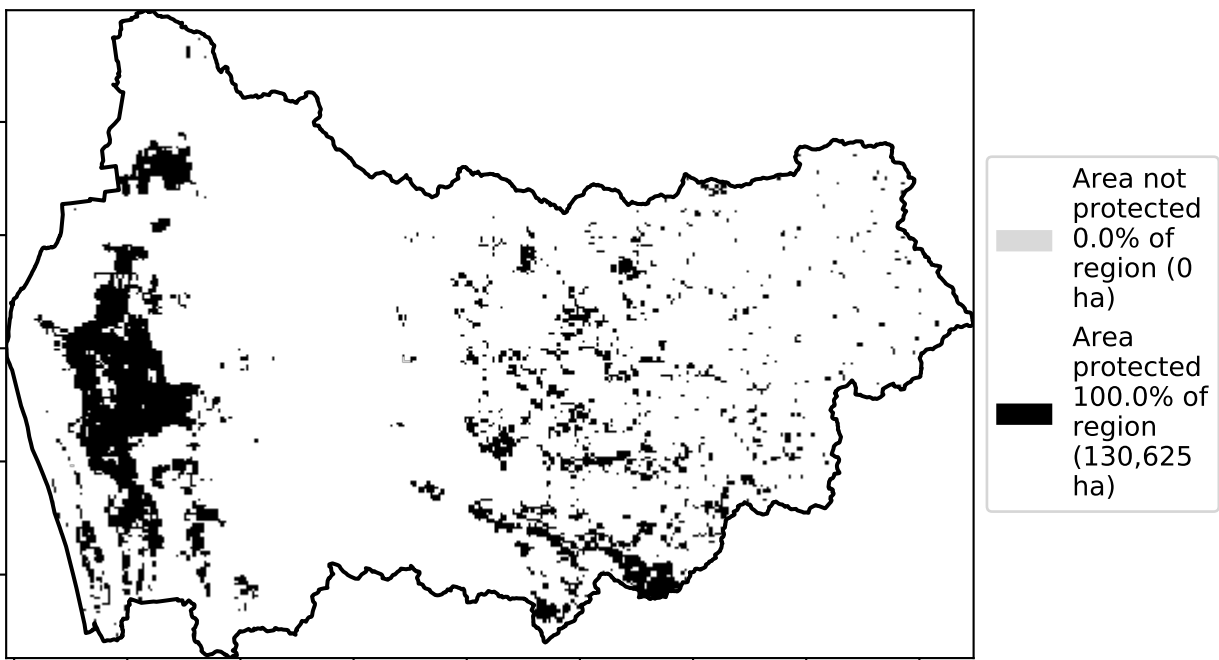 Area not
protected
0.0% of
region (0
ha)
Area
protected
100.0% of
region
(130,625
ha)